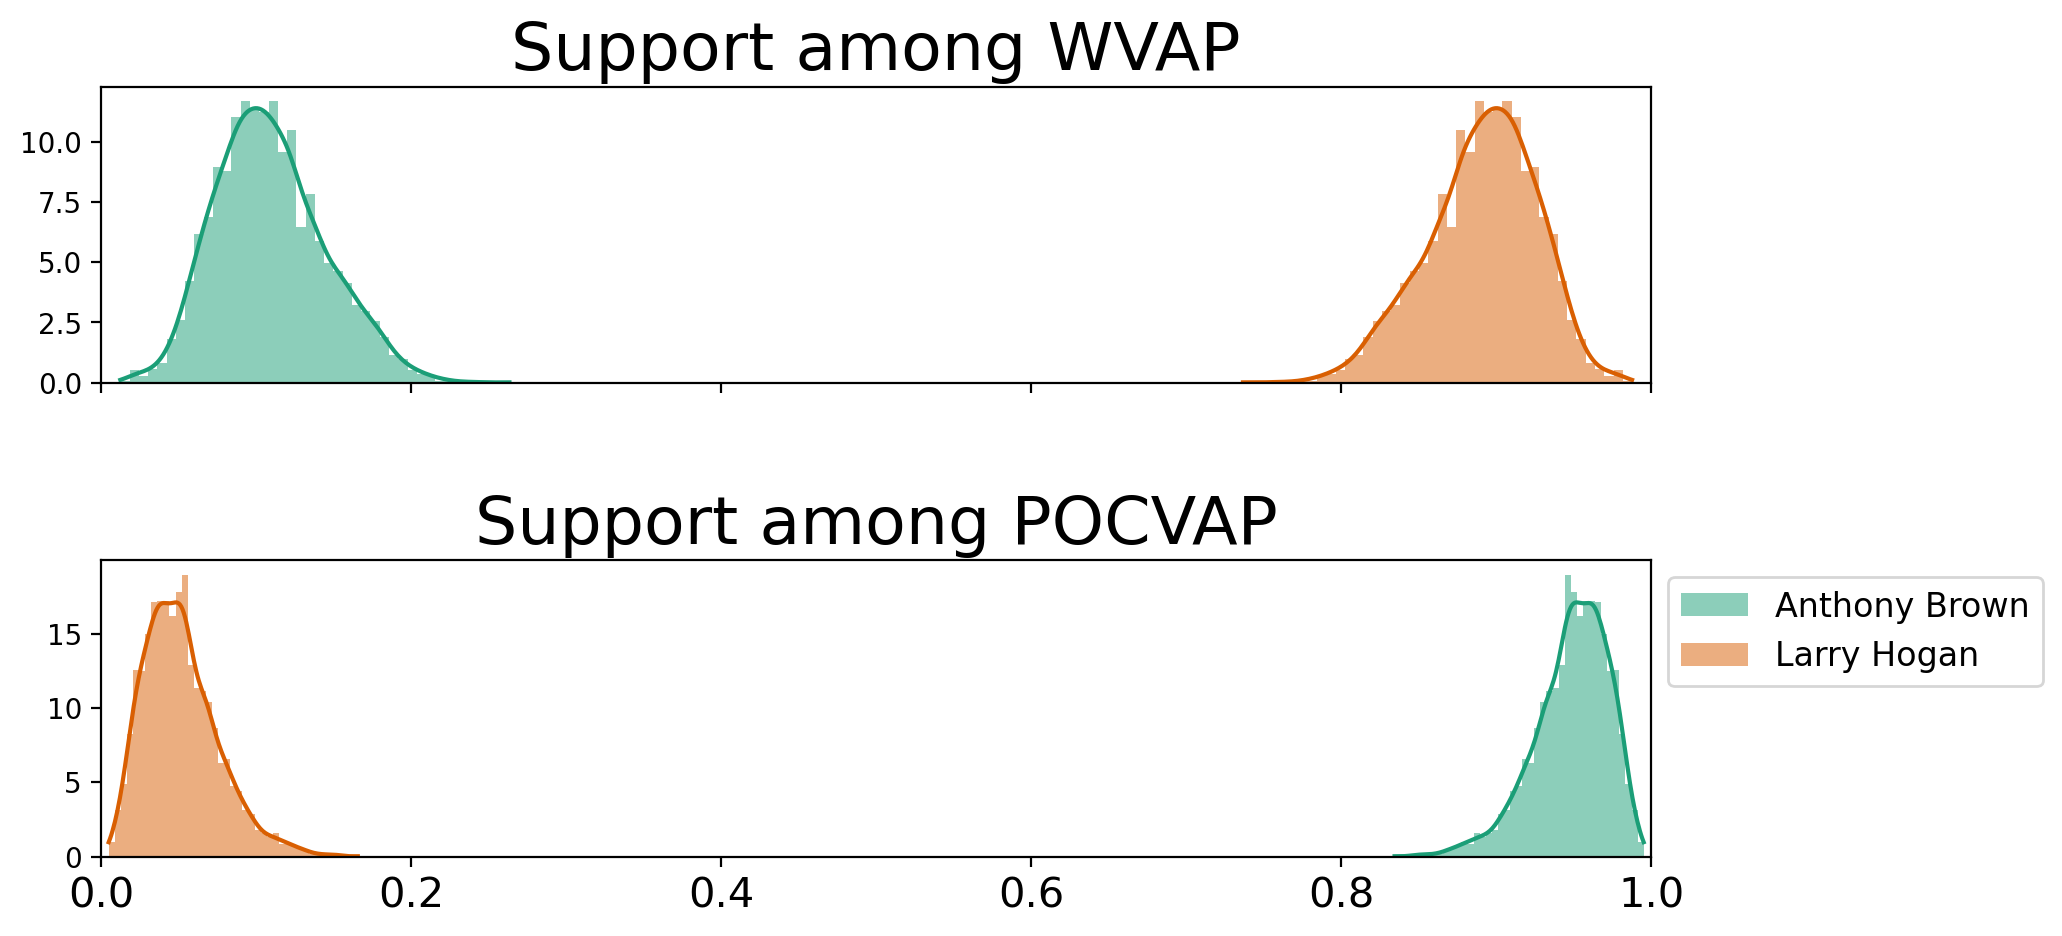 Support among WVAP
10.0
7.5
5.0
2.5
0.0
Support among POCVAP
15
10
5
0
0.0 0.2 0.4 0.6 0.8 1.0
Anthony Brown
Larry Hogan